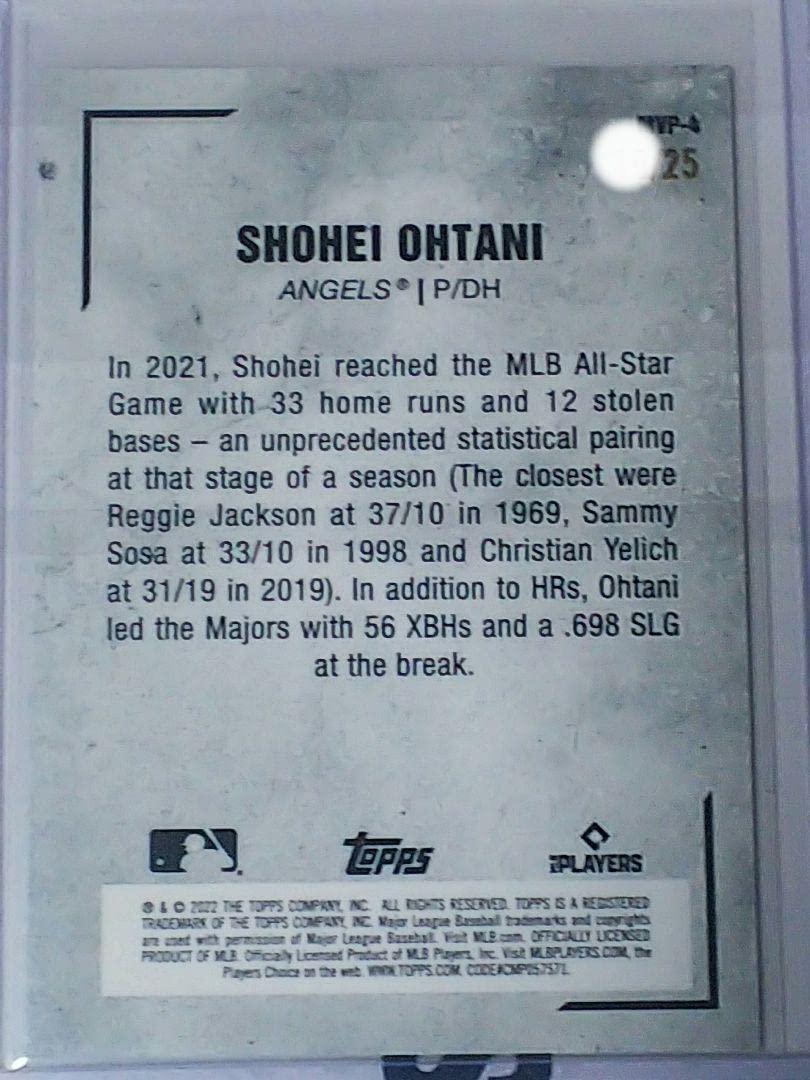 MVP-4
25
SHOHEI OHTANI
ANGELS® | P/DH
In 2021, Shohei reached the MLB All-Star
Game with 33 home runs and 12 stolen
bases – an unprecedented statistical pairing
at that stage of a season (The closest were
Reggie Jackson at 37/10 in 1969, Sammy
Sosa at 33/10 in 1998 and Christian Yelich
at 31/19 in 2019). In addition to HRs, Ohtani
led the Majors with 56 XBHs and a .698 SLG
at the break.
Topps
PLAYERS
® & © 2022 THE TOPPS COMPANY, INC. ALL RIGHTS RESERVED. TOPPS IS A REGISTERED
TRADEMARK OF THE TOPPS COMPANY, INC. Major League Baseball trademarks and copyrights
are used with permission of Major League Baseball. Visit MLB.com. OFFICIALLY LICENSED
PRODUCT OF MLB. Officially Licensed Product of MLB Players, Inc. Visit MLBPLAYERS.COM, the
Players Choice on the web. WWW.TOPPS.COM. CODE#CMP057571.